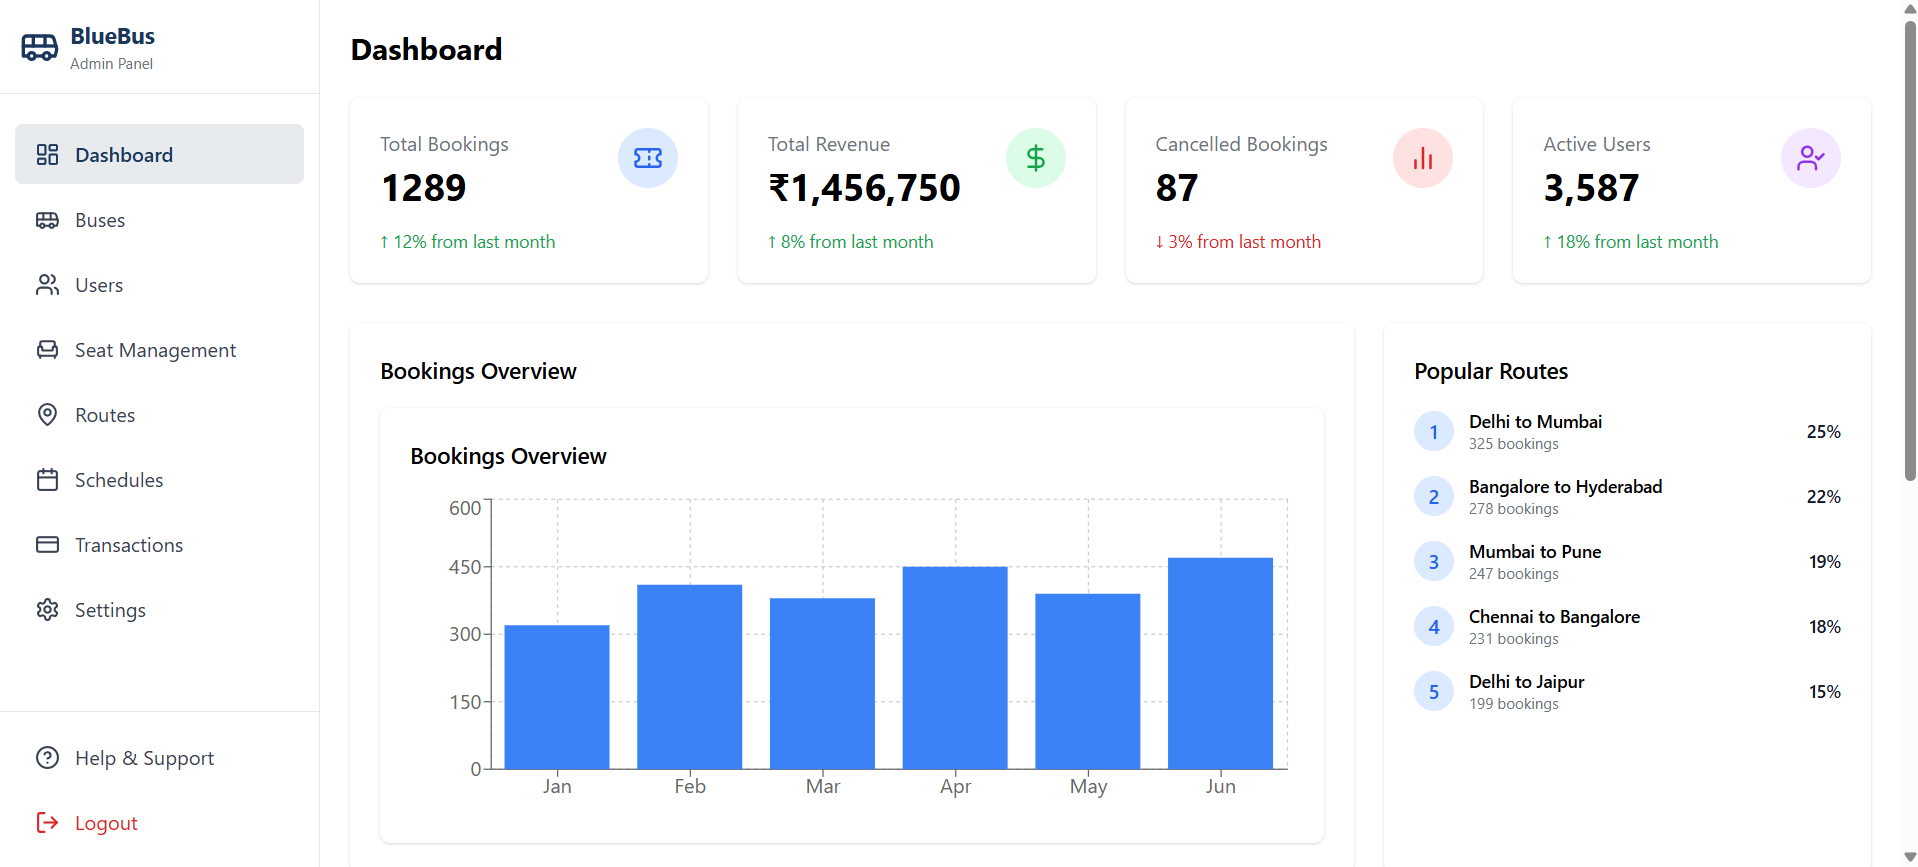 BlueBus
Admin Panel
Dashboard
Buses
Users
Seat Management
Routes
Schedules
Transactions
Settings
Help & Support
Logout
Dashboard
Total Bookings
1289
↑ 12% from last month
Total Revenue
₹1,456,750
↑ 8% from last month
Cancelled Bookings
87
↓ 3% from last month
Active Users
3,587
↑ 18% from last month
Bookings Overview
Bookings Overview
600
450
300
150
0
Jan Feb Mar Apr May Jun
Popular Routes
1
Delhi to Mumbai
325 bookings
25%
2
Bangalore to Hyderabad
278 bookings
22%
3
Mumbai to Pune
247 bookings
19%
4
Chennai to Bangalore
231 bookings
18%
5
Delhi to Jaipur
199 bookings
15%